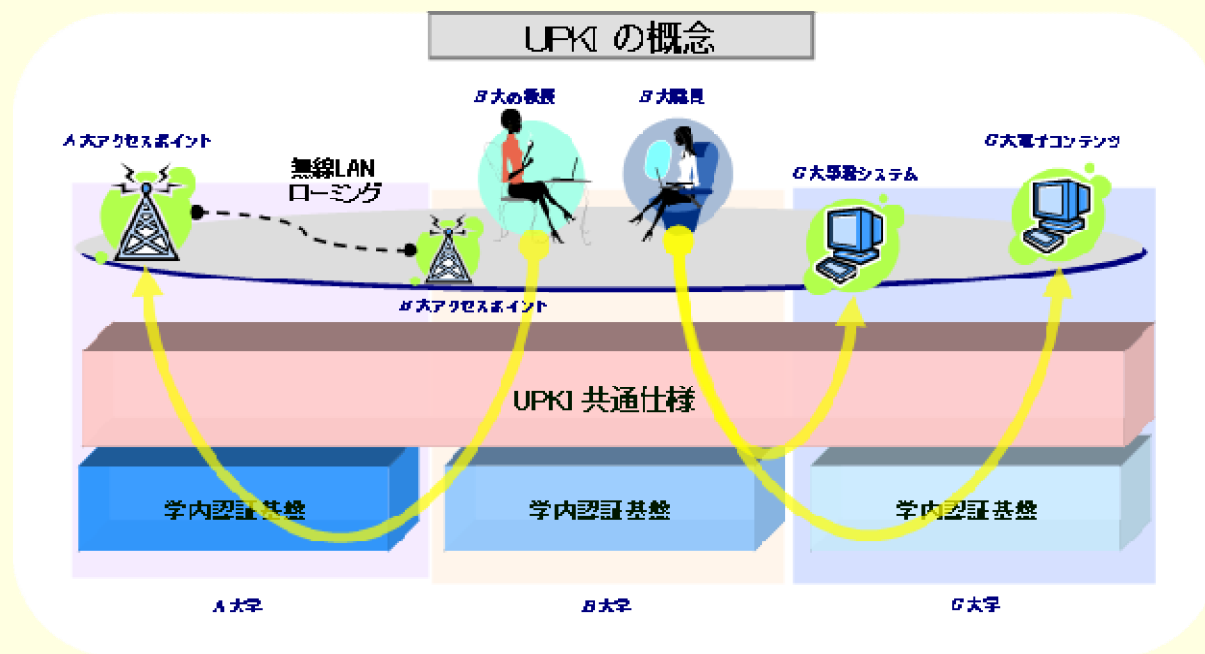 UPKI の概念
B大の教授
B大職員
A大アクセスポイント
無線LAN
ローミング
C大事務システム
C大電子コンテンツ
B大アクセスポイント
UPKI 共通仕様
学内認証基盤
学内認証基盤
学内認証基盤
A大学
B大学
C大学